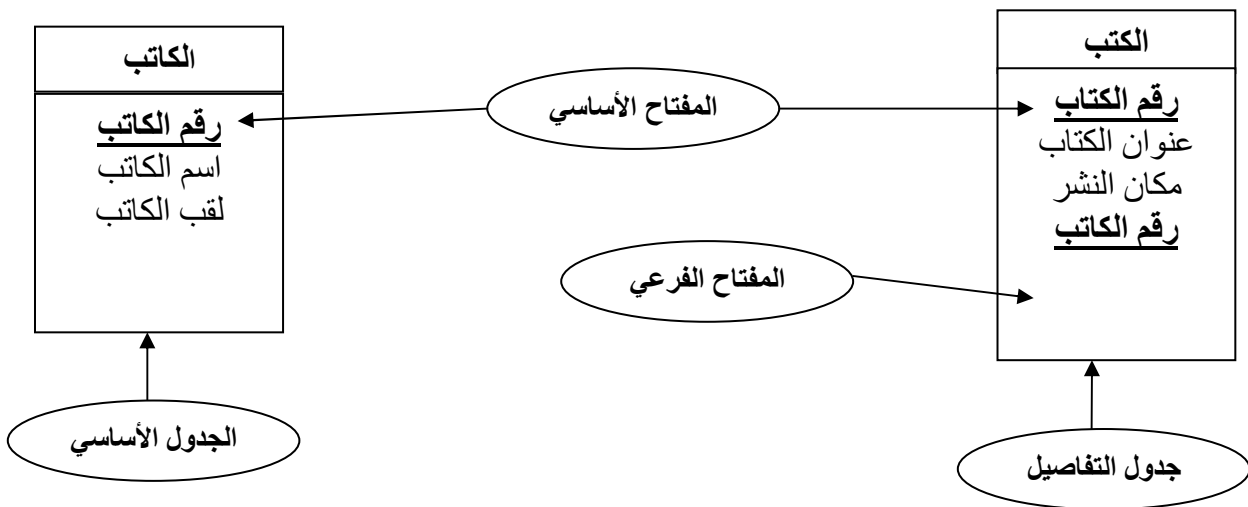 الكتب
رقم الكتاب
عنوان الكتاب
مكان النشر
رقم الكاتب
المفتاح الأساسي
المفتاح الفرعي
جدول التفاصيل
الكاتب
رقم الكاتب
اسم الكاتب
لقب الكاتب
الجدول الأساسي